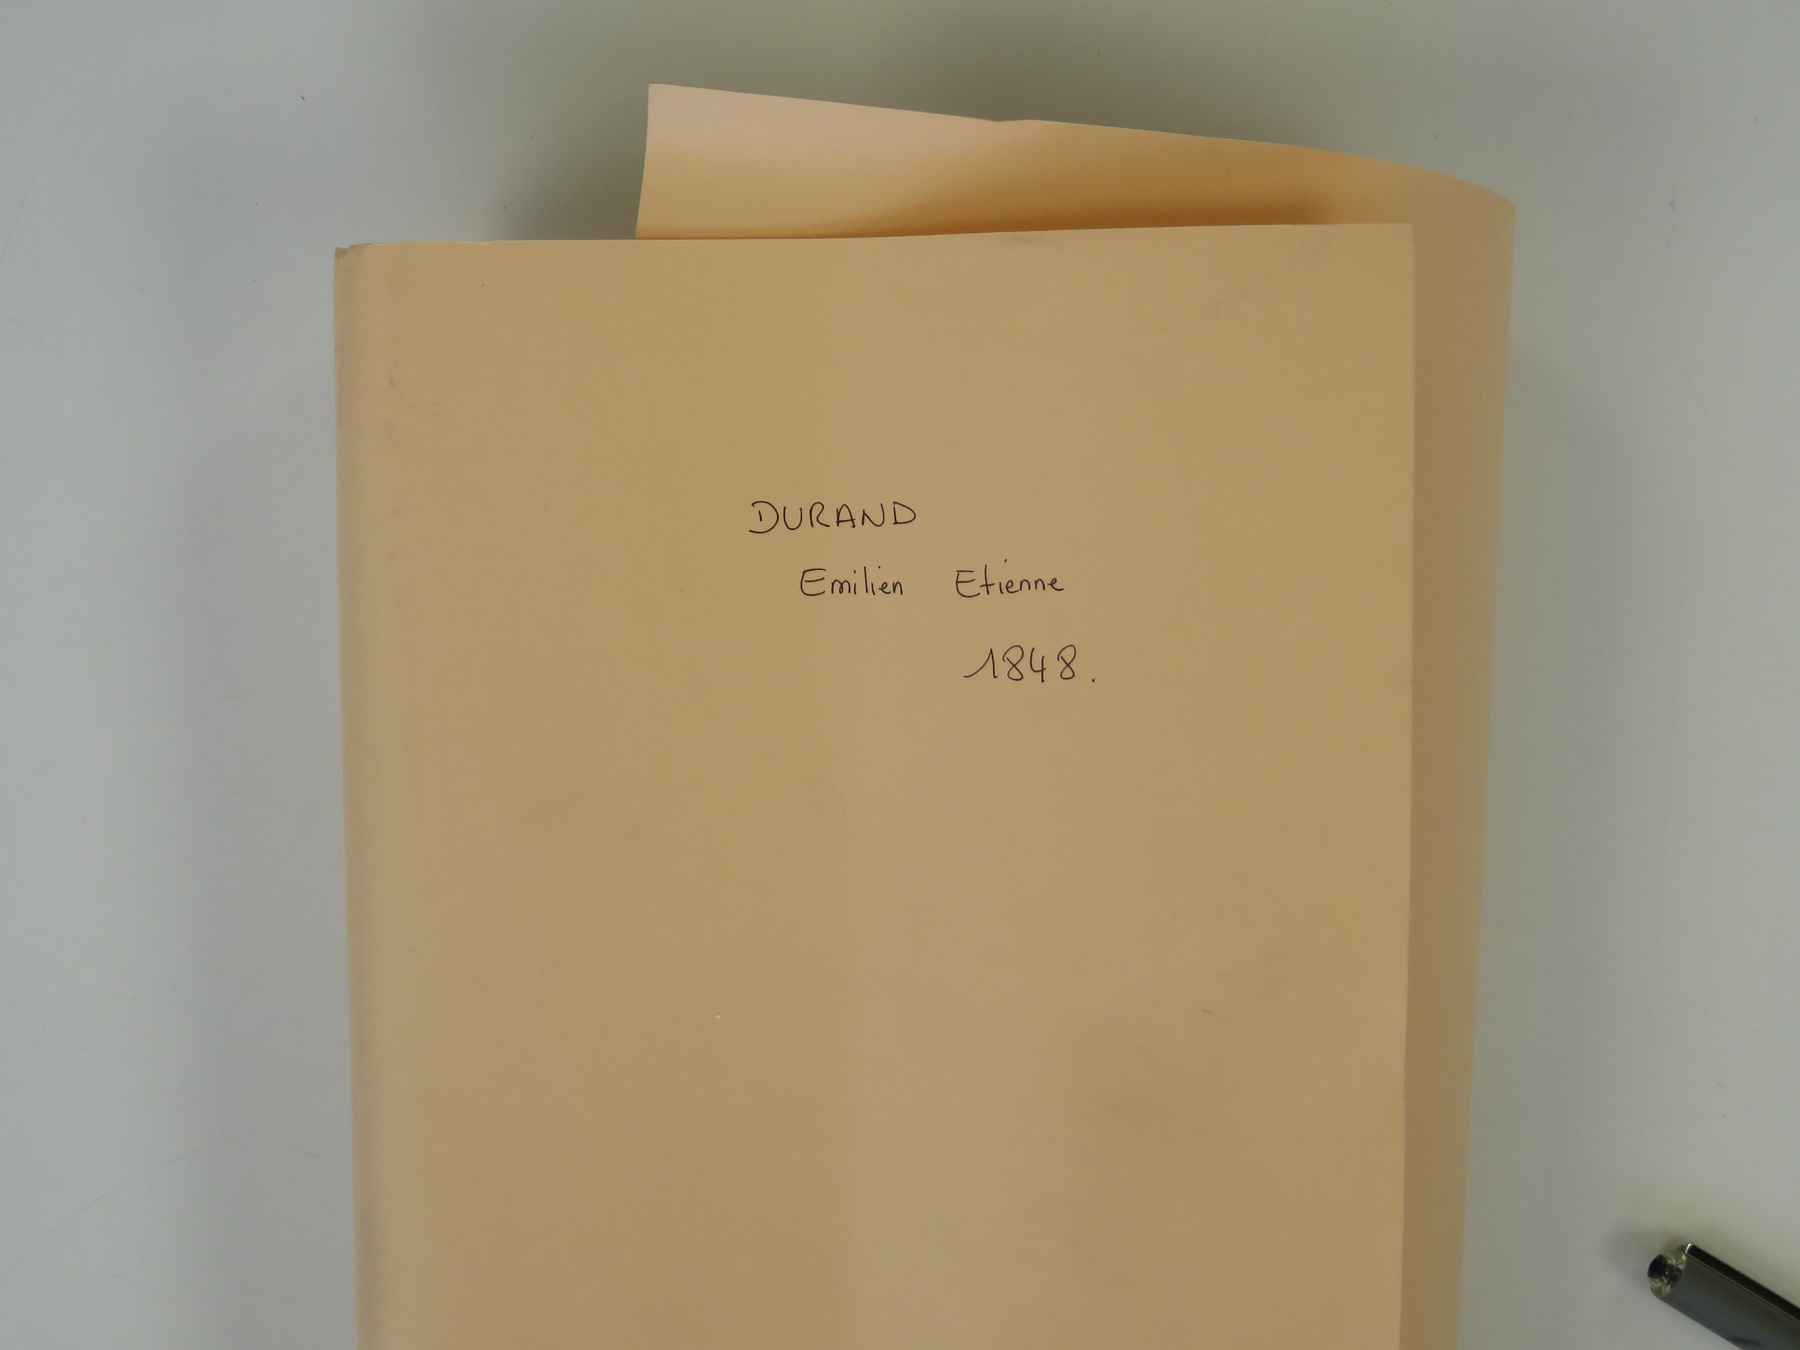 DURAND
Emilien Etienne
1848.